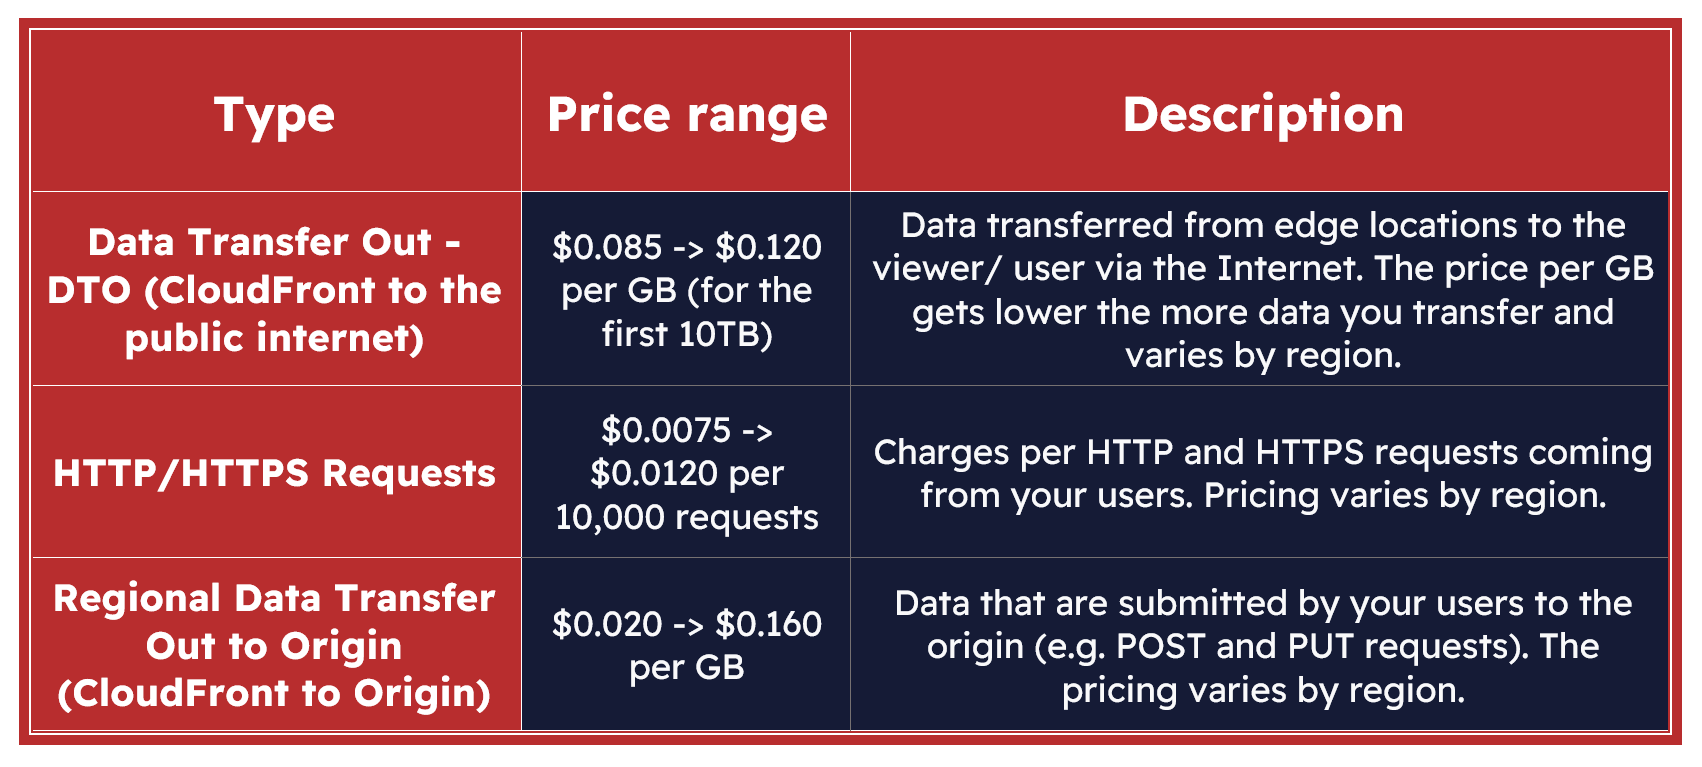 Type
Price range
Description
Data Transfer Out -
DTO (CloudFront to the
public internet)
$0.085 -> $0.120
per GB (for the
first 10TB)
Data transferred from edge locations to the
viewer/ user via the Internet. The price per GB
gets lower the more data you transfer and
varies by region.
HTTP/HTTPS Requests
$0.0075 ->
$0.0120 per
10,000 requests
Charges per HTTP and HTTPS requests coming
from your users. Pricing varies by region.
Regional Data Transfer
Out to Origin
(CloudFront to Origin)
$0.020 -> $0.160
per GB
Data that are submitted by your users to the
origin (e.g. POST and PUT requests). The
pricing varies by region.